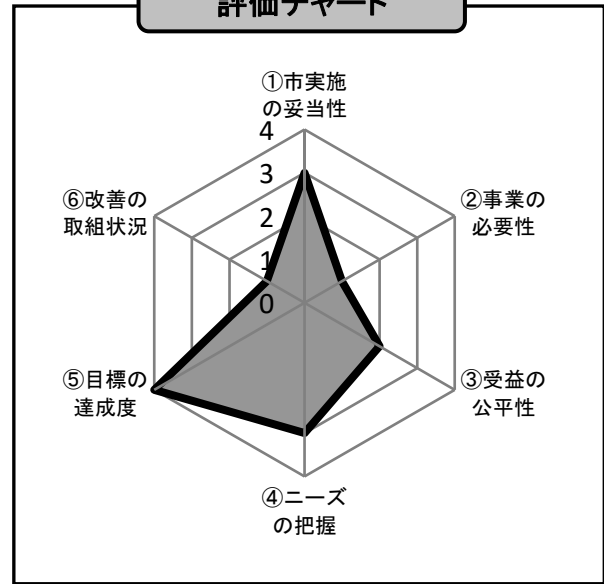 評価チャート
①市実施
の妥当性
4
3
2
1
0
②事業の
必要性
③受益の
公平性
④ニーズ
の把握
⑤目標の
達成度
⑥改善の
取組状況